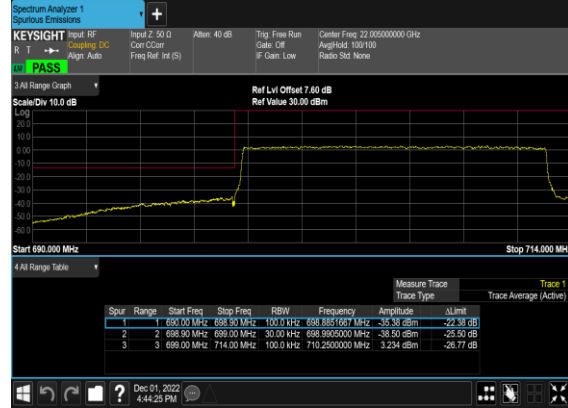 Spectrum Analyzer 1
Spurious Emissions
KEYSIGHT Input: RF Input Z: 50 Ω Atten: 40 dB Trig: Free Run Center Freq: 22.005000000 GHz
R T Coupling: DC Corr CCorr Gate: Off Avg|Hold: 100/100
Align: Auto Freq Ref: Int (S) IF Gain: Low Radio Std: None
PASS
3 All Range Graph
Ref Lvl Offset 7.60 dB
Scale/Div 10.0 dB Ref Value 30.00 dBm
Log
20.0
10.0
0.00
-10.0
-20.0
-30.0
-40.0
-50.0
-60.0
Start 690.000 MHz Stop 714.000 MH
4 All Range Table
Measure Trace Trace 1
Trace Type Trace Average (Active)
Spur Range Start Freq Stop Freq RBW Frequency Amplitude ΔLimit
1 1 690.00 MHz 698.90 MHz 100.0 kHz 698.8851667 MHz -35.38 dBm -22.38 dB
2 2 698.90 MHz 699.00 MHz 30.00 kHz 698.9905000 MHz -38.50 dBm -25.50 dB
3 3 699.00 MHz 714.00 MHz 100.0 kHz 710.2500000 MHz 3.234 dBm -26.77 dB
? Dec 01, 2022
4:44:25 PM